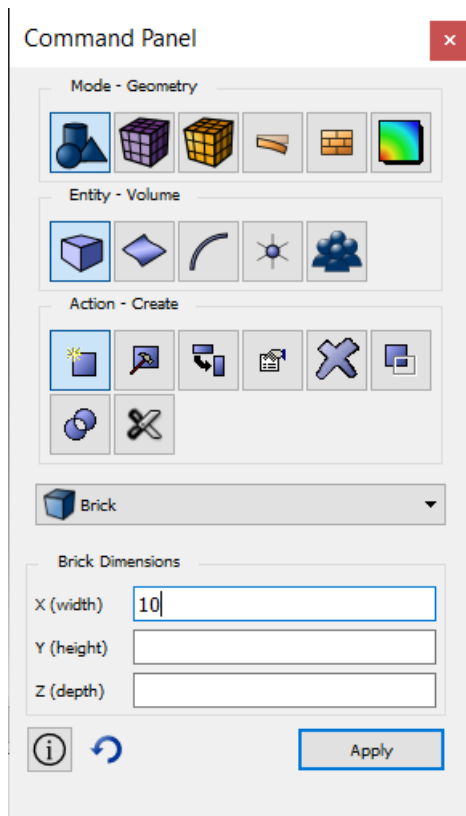 Command Panel
Mode - Geometry
Entity - Volume
Action - Create
Brick
Brick Dimensions
X (width) 10
Y (height)
Z (depth)
Apply